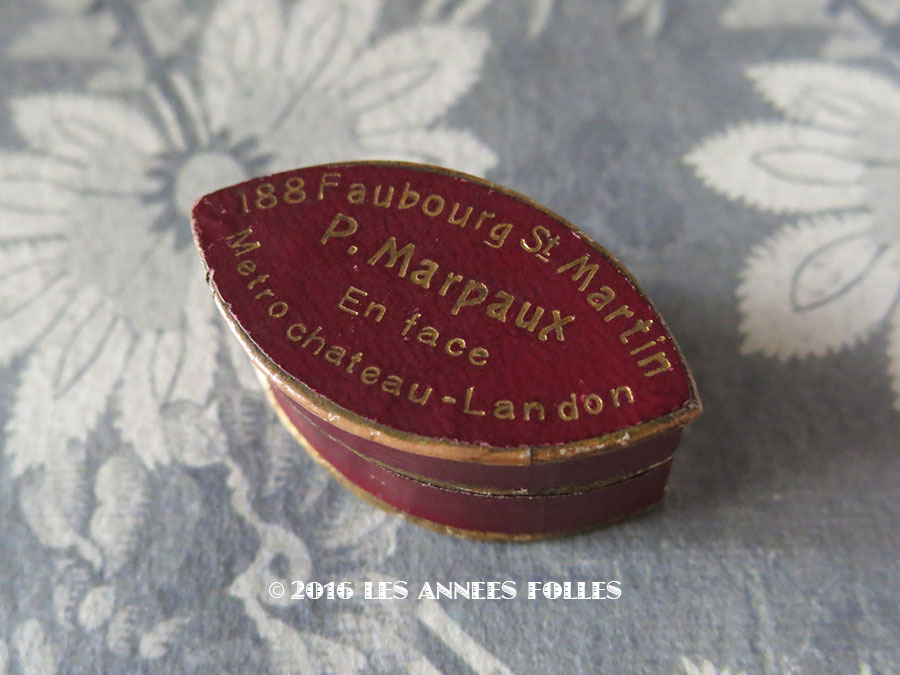 188 Faubourg St Martin
P. Marpaux
En face
Metro chateau-Landon
© 2016 LES ANNEES FOLLES